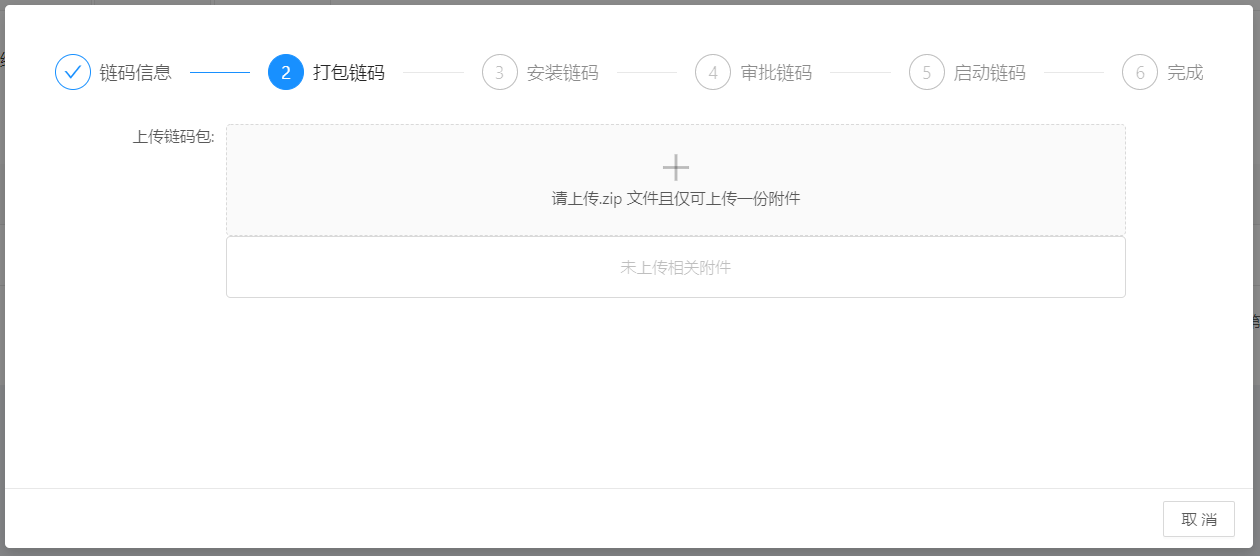 链码信息 2 打包链码 3 安装链码 4 审批链码 5 启动链码 6 完成
上传链码包:
请上传.zip 文件且仅可上传一份附件
未上传相关附件
取 消